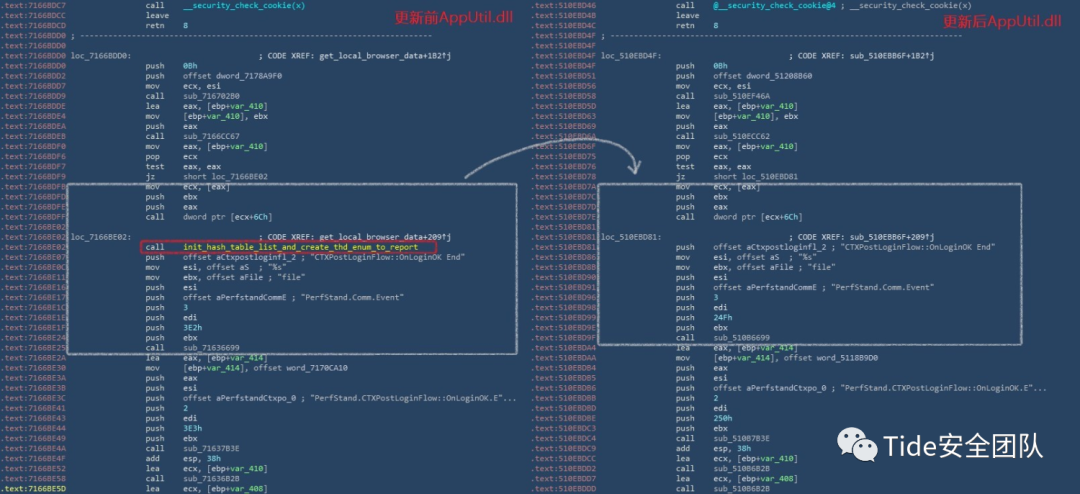 更新前AppUtil.dll
.text:7166BDC7 call __security_check_cookie(x)
.text:7166BDCC leave
.text:7166BDCD retn 8
.text:7166BDD0 ; ---------------------------------------------------------------------------
.text:7166BDD0
.text:7166BDD0 loc_7166BDD0: ; CODE XREF: get_local_browser_data+1B2↑j
.text:7166BDD0 push 0Bh
.text:7166BDD2 push offset dword_7178A9F0
.text:7166BDD7 mov ecx, esi
.text:7166BDD9 call sub_716702B0
.text:7166BDDE lea eax, [ebp+var_410]
.text:7166BDE4 mov [ebp+var_410], ebx
.text:7166BDEA push eax
.text:7166BDEB call sub_7166CC67
.text:7166BDF0 mov eax, [ebp+var_410]
.text:7166BDF6 pop ecx
.text:7166BDF7 test eax, eax
.text:7166BDF9 jz short loc_7166BE02
.text:7166BDFB mov ecx, [eax]
.text:7166BDFD push ebx
.text:7166BDFE push eax
.text:7166BDFF call dword ptr [ecx+6Ch]
.text:7166BE02
.text:7166BE02 loc_7166BE02: ; CODE XREF: get_local_browser_data+209↑j
.text:7166BE02 call init_hash_table_list_and_create_thd_enum_to_report
.text:7166BE07 push offset aCtxpostloginfl_2 ; "CTXPostLoginFlow::OnLoginOK End"
.text:7166BE0C mov esi, offset aS ; "%s"
.text:7166BE11 mov ebx, offset aFile ; "file"
.text:7166BE16 push esi
.text:7166BE17 push offset aPerfstandCommE ; "PerfStand.Comm.Event"
.text:7166BE1C push 3
.text:7166BE1E push edi
.text:7166BE1F push 3E2h
.text:7166BE24 push ebx
.text:7166BE25 call sub_71636699
.text:7166BE2A lea eax, [ebp+var_414]
.text:7166BE30 mov [ebp+var_414], offset word_7170CA10
.text:7166BE3A push eax
.text:7166BE3B push esi
.text:7166BE3C push offset aPerfstandCtxpo_0 ; "PerfStand.CTXPostLoginFlow::OnLoginOK.E"...
.text:7166BE41 push 2
.text:7166BE43 push edi
.text:7166BE44 push 3E3h
.text:7166BE49 push ebx
.text:7166BE4A call sub_71637B3E
.text:7166BE4F add esp, 38h
.text:7166BE52 lea ecx, [ebp+var_410]
.text:7166BE58 call sub_71636B2B
.text:7166BE5D lea ecx, [ebp+var_408]
更新后AppUtil.dll
.text:510EBD46 call @__security_check_cookie@4 ; __security_check_cookie(x)
.text:510EBD4B leave
.text:510EBD4C retn 8
.text:510EBD4F ; ---------------------------------------------------------------------------
.text:510EBD4F
.text:510EBD4F loc_510EBD4F: ; CODE XREF: sub_510EBB6F+1B2↑j
.text:510EBD4F push 0Bh
.text:510EBD51 push offset dword_51208B60
.text:510EBD56 mov ecx, esi
.text:510EBD58 call sub_510EF46A
.text:510EBD5D lea eax, [ebp+var_410]
.text:510EBD63 mov [ebp+var_410], ebx
.text:510EBD69 push eax
.text:510EBD6A call sub_510ECC62
.text:510EBD6F mov eax, [ebp+var_410]
.text:510EBD75 pop ecx
.text:510EBD76 test eax, eax
.text:510EBD78 jz short loc_510EBD81
.text:510EBD7A mov ecx, [eax]
.text:510EBD7C push ebx
.text:510EBD7D push eax
.text:510EBD7E call dword ptr [ecx+6Ch]
.text:510EBD81
.text:510EBD81 loc_510EBD81: ; CODE XREF: sub_510EBB6F+209↑j
.text:510EBD81 push offset aCtxpostloginfl_2 ; "CTXPostLoginFlow::OnLoginOK End"
.text:510EBD86 mov esi, offset aS ; "%s"
.text:510EBD8B mov ebx, offset aFile ; "file"
.text:510EBD90 push esi
.text:510EBD91 push offset aPerfstandCommE ; "PerfStand.Comm.Event"
.text:510EBD96 push 3
.text:510EBD98 push edi
.text:510EBD99 push 24Fh
.text:510EBD9E push ebx
.text:510EBD9F call sub_510B6699
.text:510EBDA4 lea eax, [ebp+var_414]
.text:510EBDAA mov [ebp+var_414], offset word_5118B9D0
.text:510EBDB4 push eax
.text:510EBDB5 push esi
.text:510EBDB6 push offset aPerfstandCtxpo_0 ; "PerfStand.CTXPostLoginFlow::OnLoginOK.E"...
.text:510EBDBB push 2
.text:510EBDBD push edi
.text:510EBDBE push 250h
.text:510EBDC3 push ebx
.text:510EBDC4 call sub_510B7B3E
.text:510EBDC9 add esp, 38h
.text:510EBDCC lea ecx, [ebp+var_410]
.text:510EBDD2 call sub_510B6B2B
.text:510EBDD7 lea ecx, [ebp+var_408]
.text:510EBDDD call sub_510B6B2B
Tide安全团队